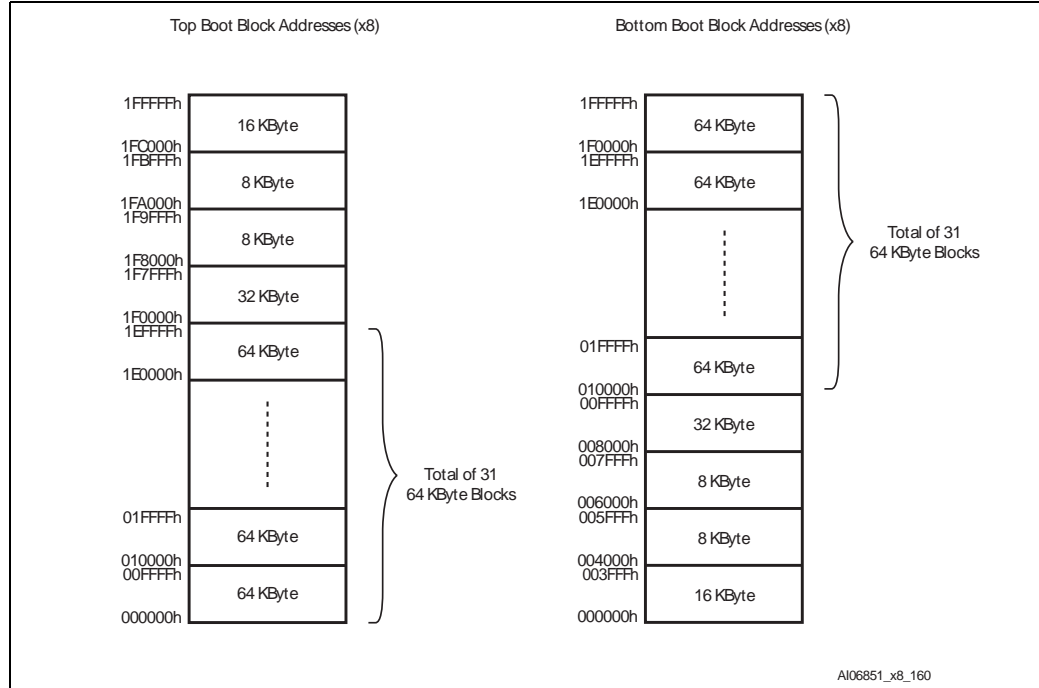 Top Boot Block Addresses (x8)
1FFFFFh
16 KByte
1FC000h
1FBFFFh
8 KByte
1FA000h
1F9FFFh
8 KByte
1F8000h
1F7FFFh
32 KByte
1F0000h
1EFFFFh
64 KByte
1E0000h
Total of 31
64 KByte Blocks
01FFFFh
64 KByte
010000h
00FFFFh
64 KByte
000000h
Bottom Boot Block Addresses (x8)
1FFFFFh
64 KByte
1F0000h
1EFFFFh
64 KByte
1E0000h
Total of 31
64 KByte Blocks
01FFFFh
64 KByte
010000h
00FFFFh
32 KByte
008000h
007FFFh
8 KByte
006000h
005FFFh
8 KByte
004000h
003FFFh
16 KByte
000000h
AI06851_x8_160